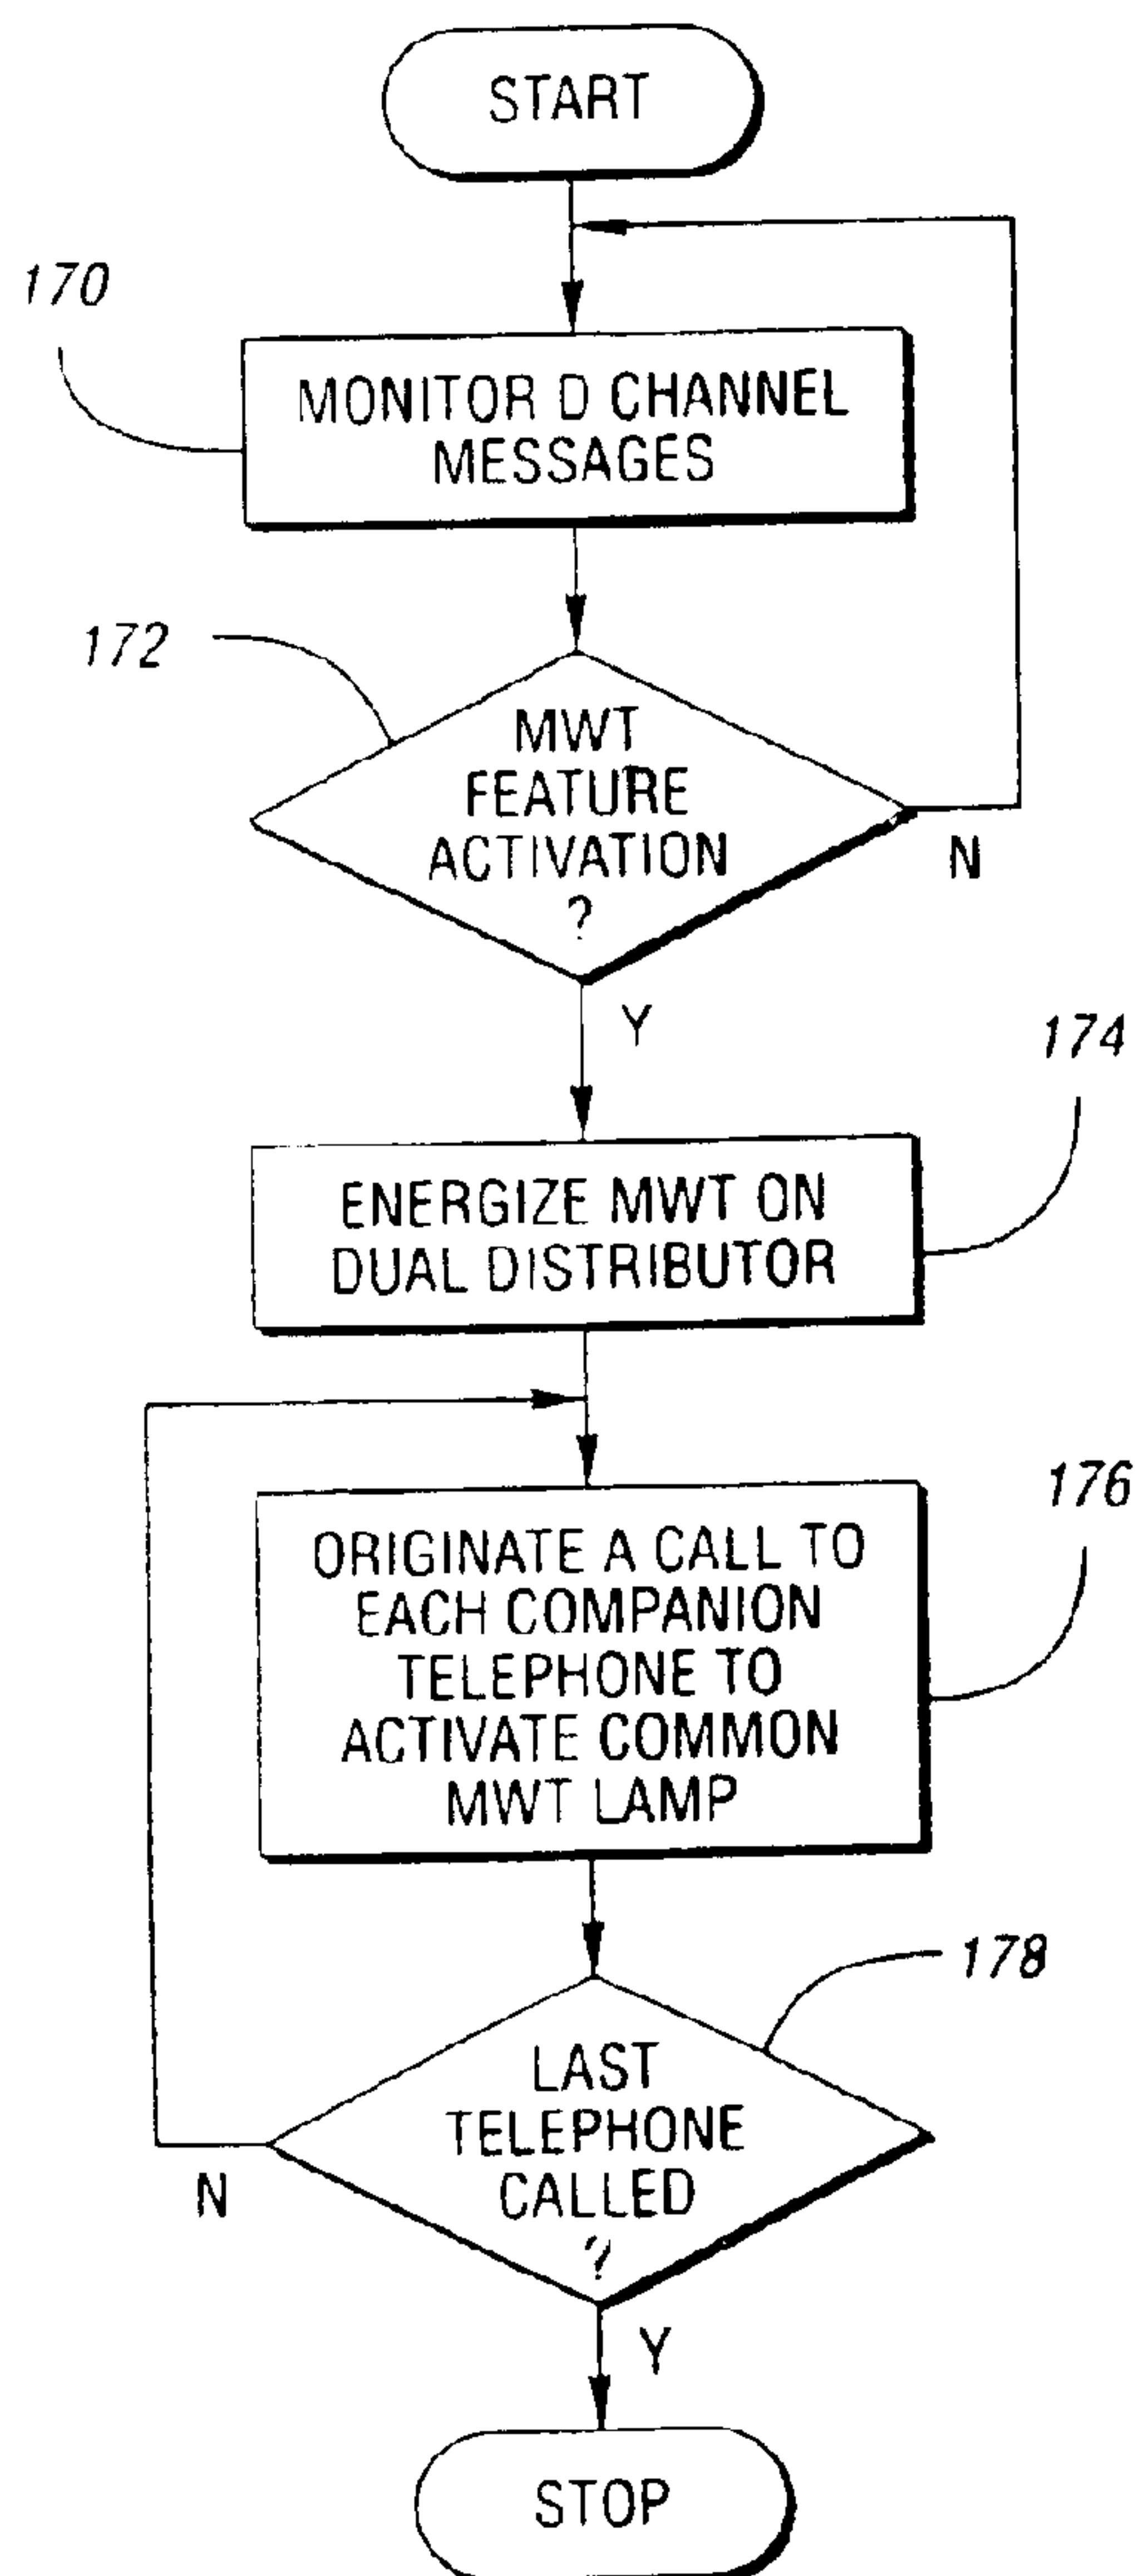 START
170
MONITOR D CHANNEL
MESSAGES
172
MWT
FEATURE
ACTIVATION
?
N
Y
174
ENERGIZE MWT ON
DUAL DISTRIBUTOR
176
ORIGINATE A CALL TO
EACH COMPANION
TELEPHONE TO
ACTIVATE COMMON
MWT LAMP
178
LAST
TELEPHONE
CALLED
?
N
Y
STOP